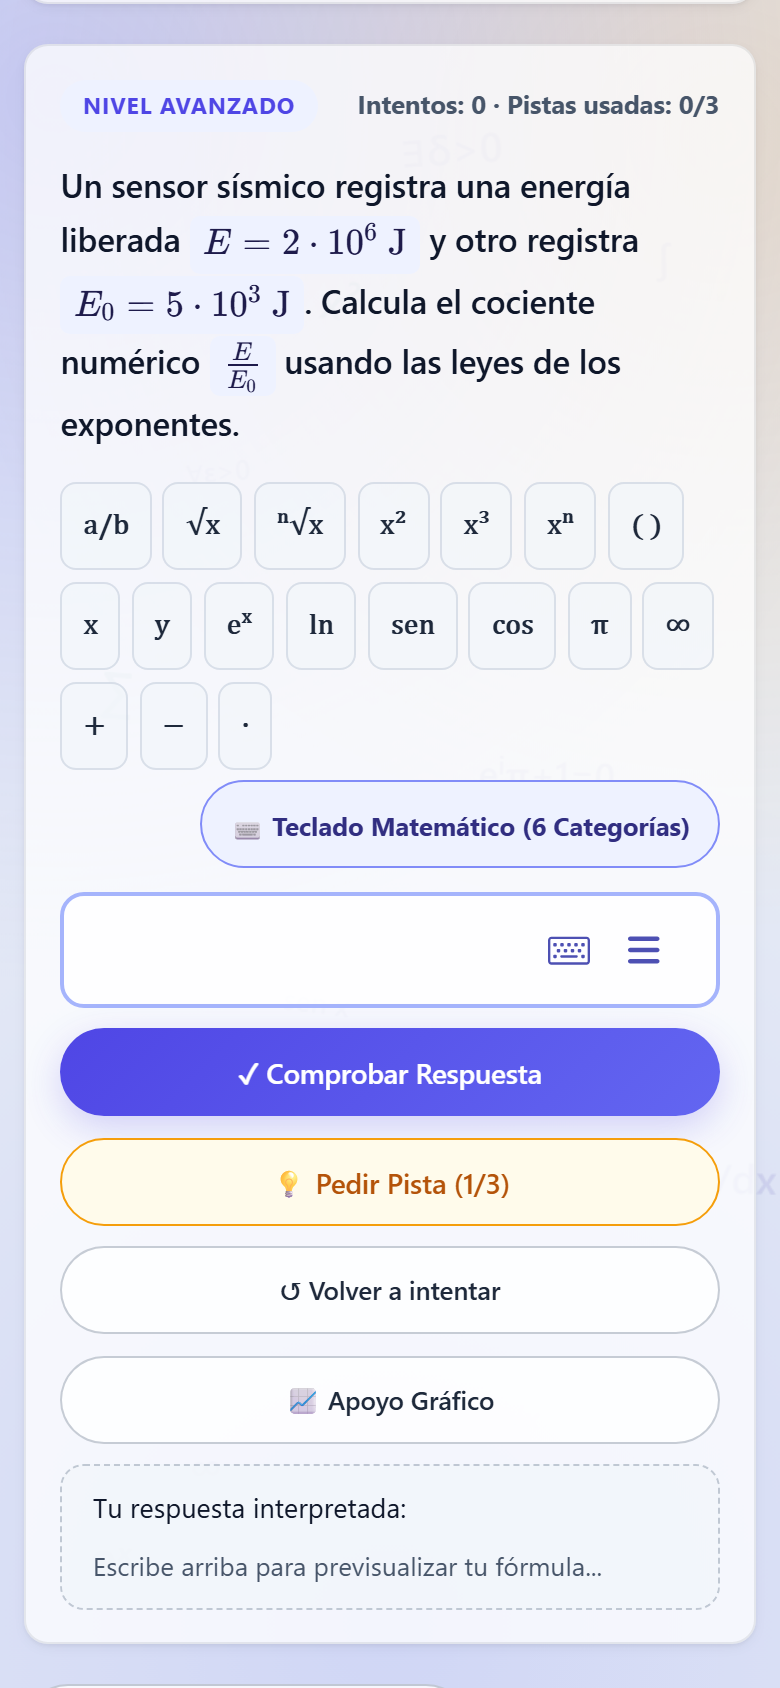 NIVEL AVANZADO
Intentos: 0 · Pistas usadas: 0/3
∃δ>0
Un sensor sísmico registra una energía
liberada E = 2 · 10⁶ J y otro registra
E₀ = 5 · 10³ J . Calcula el cociente
numérico E/E₀ usando las leyes de los
exponentes.
a/b √x ⁿ√x x² x³ xⁿ ( )
x y eˣ ln sen cos π ∞
+ − ·
Teclado Matemático (6 Categorías)
✓ Comprobar Respuesta
Pedir Pista (1/3)
↺ Volver a intentar
Apoyo Gráfico
Tu respuesta interpretada:
Escribe arriba para previsualizar tu fórmula...